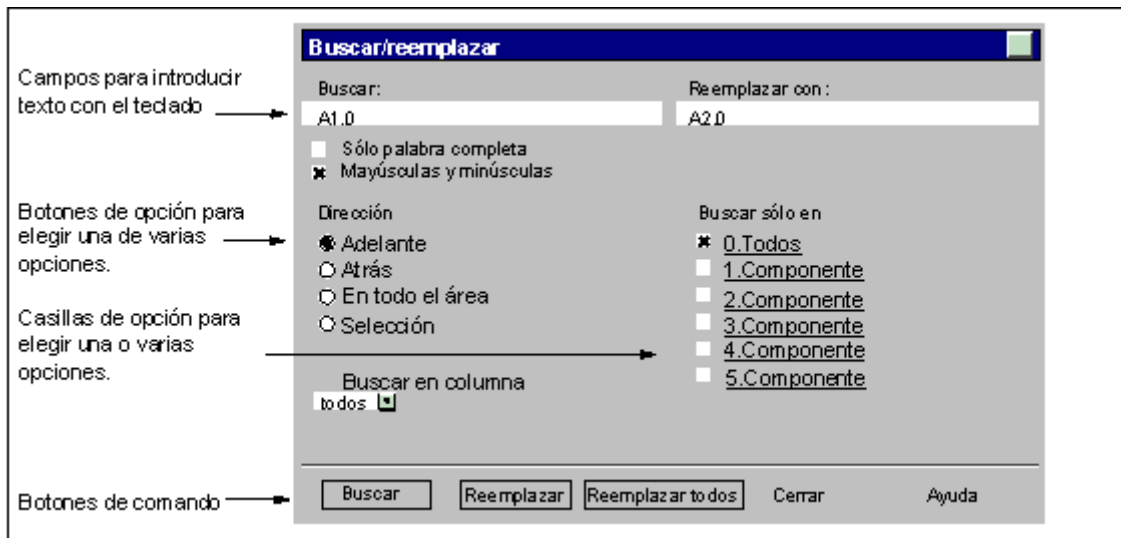 Buscar/reemplazar
Campos para introducir
texto con el teclado
Buscar:
Reemplazar con:
A1.0
A2.0
Sólo palabra completa
Mayúsculas y minúsculas
Botones de opción para
elegir una de varias
opciones.
Dirección
Adelante
Atrás
En todo el área
Selección
Buscar sólo en
0.Todos
1.Componente
2.Componente
3.Componente
4.Componente
5.Componente
Casillas de opción para
elegir una o varias
opciones.
Buscar en columna
todos
Botones de comando
Buscar
Reemplazar
Reemplazar todos
Cerrar
Ayuda